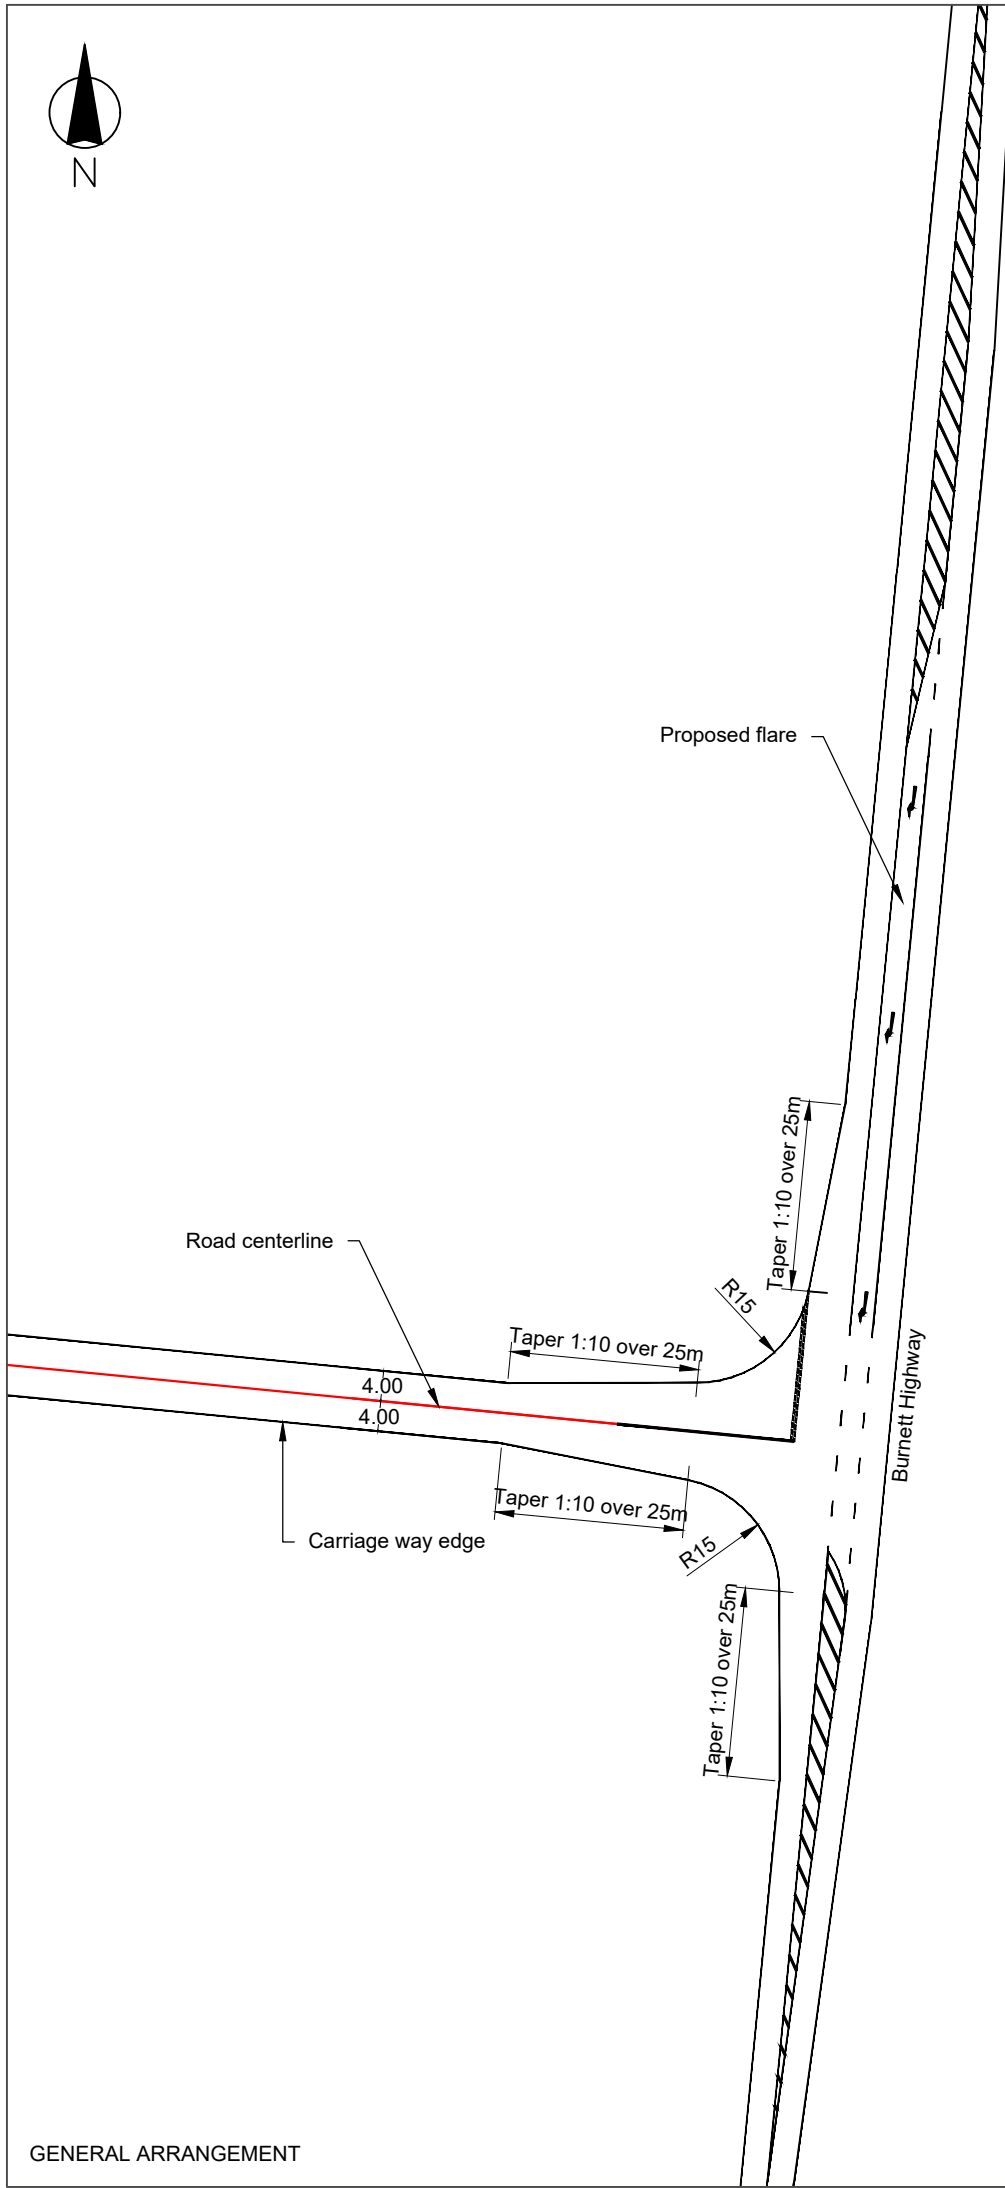 N
Proposed flare
Taper 1:10 over 25m
Road centerline
R15
Taper 1:10 over 25m
4.00
4.00
Burnett Highway
Taper 1:10 over 25m
Carriage way edge
R15
Taper 1:10 over 25m
GENERAL ARRANGEMENT